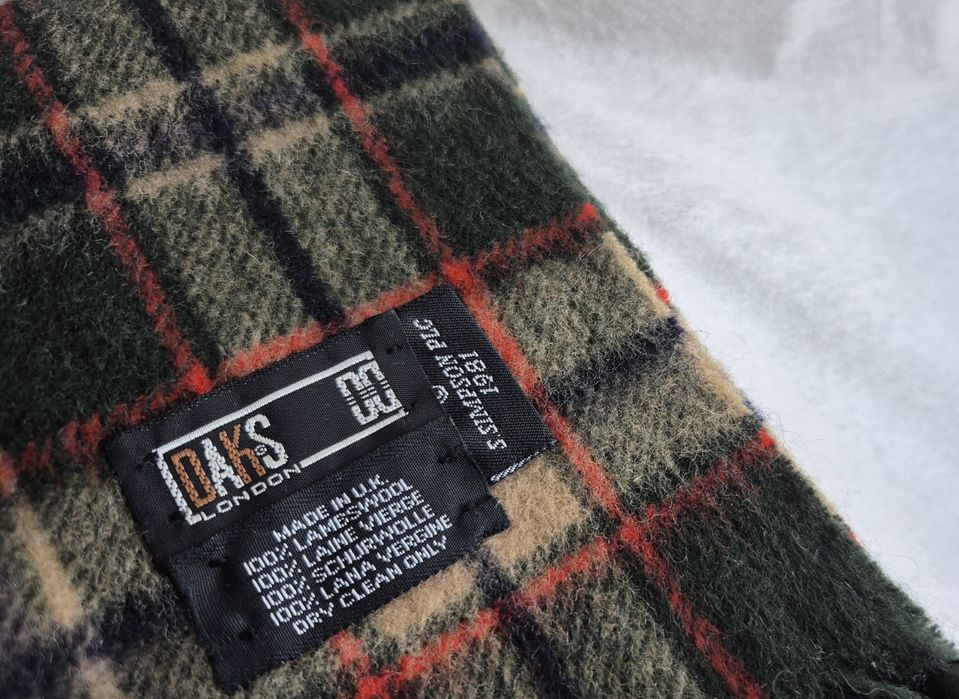 DAKS
LONDON
MADE IN U.K.
100% LAMBSWOOL
100% LAINE VIERGE
100% SCHURWOLLE
100% LANA VERGINE
DRY CLEAN ONLY
© S.SIMPSON PLC
1981